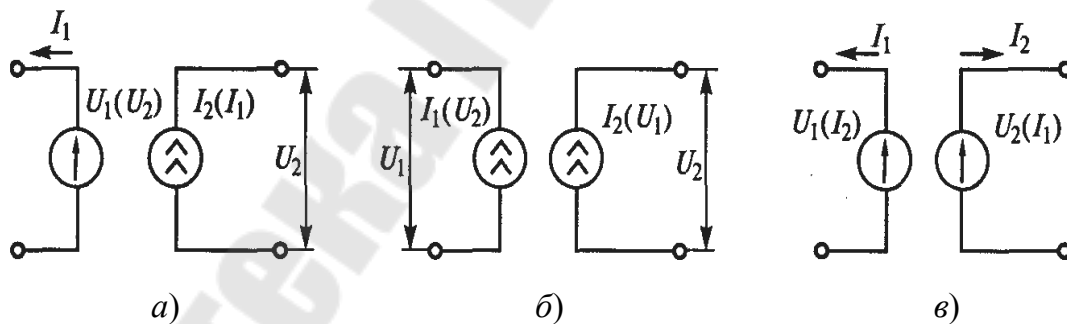 I₁
U₁(U₂) I₂(I₁) U₂
а)
U₁ I₁(U₂) I₂(U₁) U₂
б)
I₁ I₂
U₁(I₂) U₂(I₁)
в)